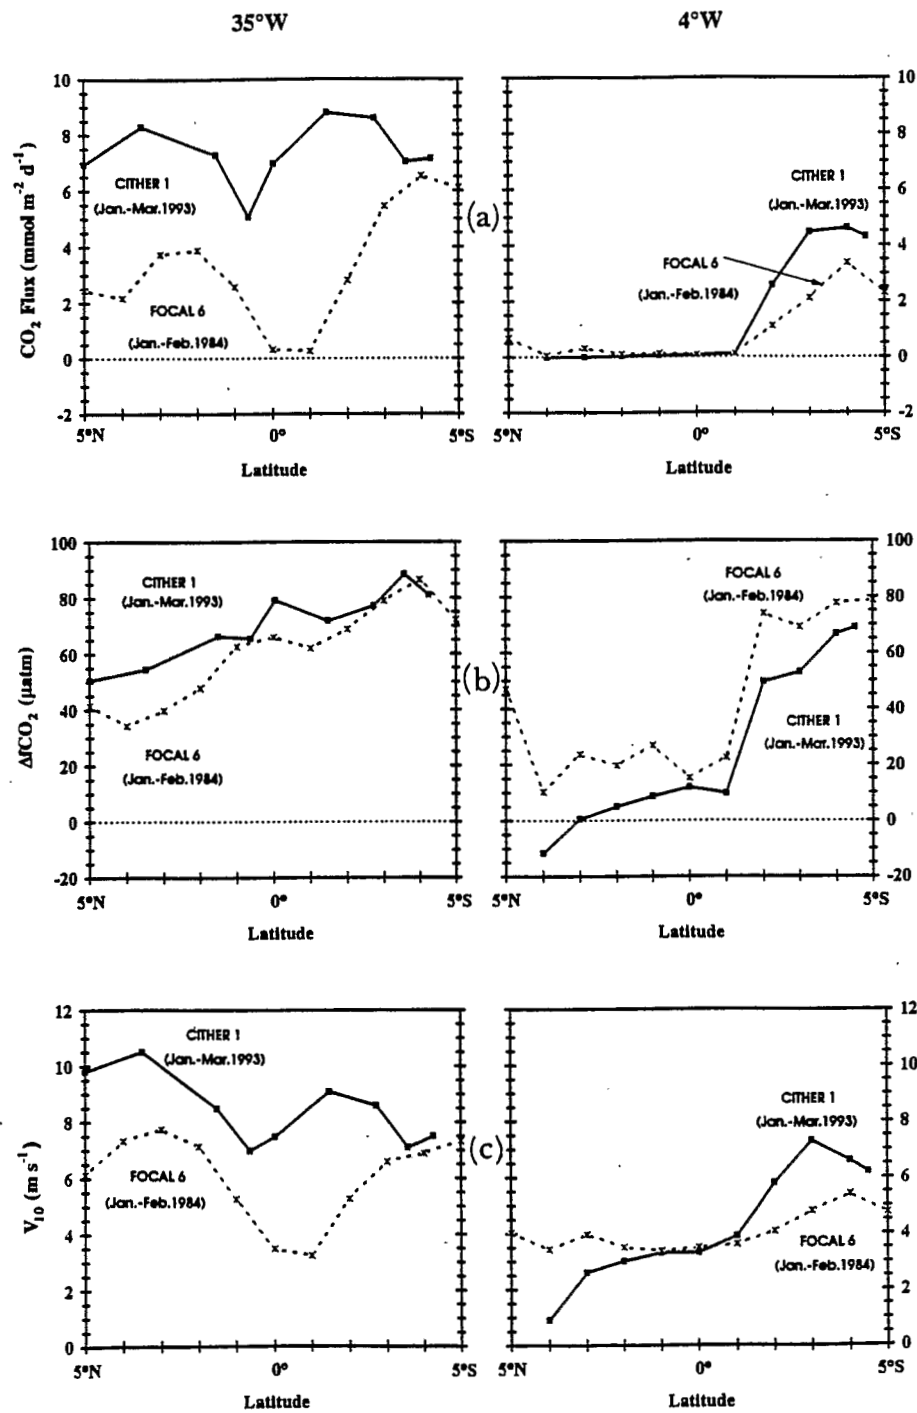 35°W
4°W
10
8
6
4
2
0
-2
CO2 Flux (mmol m-2 d-1)
CITHER 1
(Jan.-Mar.1993)
FOCAL 6
(Jan.-Feb.1984)
5°N
0°
5°S
Latitude
(a)
CITHER 1
(Jan.-Mar.1993)
FOCAL 6
(Jan.-Feb.1984)
10
8
6
4
2
0
-2
5°N
0°
5°S
Latitude
100
80
60
40
20
0
-20
ΔfCO2 (μatm)
CITHER 1
(Jan.-Mar.1993)
FOCAL 6
(Jan.-Feb.1984)
5°N
0°
5°S
Latitude
(b)
FOCAL 6
(Jan.-Feb.1984)
CITHER 1
(Jan.-Mar.1993)
100
80
60
40
20
0
-20
5°N
0°
5°S
Latitude
12
10
8
6
4
2
0
V10 (m s-1)
CITHER 1
(Jan.-Mar.1993)
FOCAL 6
(Jan.-Feb.1984)
5°N
0°
5°S
Latitude
(c)
CITHER 1
(Jan.-Mar.1993)
FOCAL 6
(Jan.-Feb.1984)
12
10
8
6
4
2
0
5°N
0°
5°S
Latitude